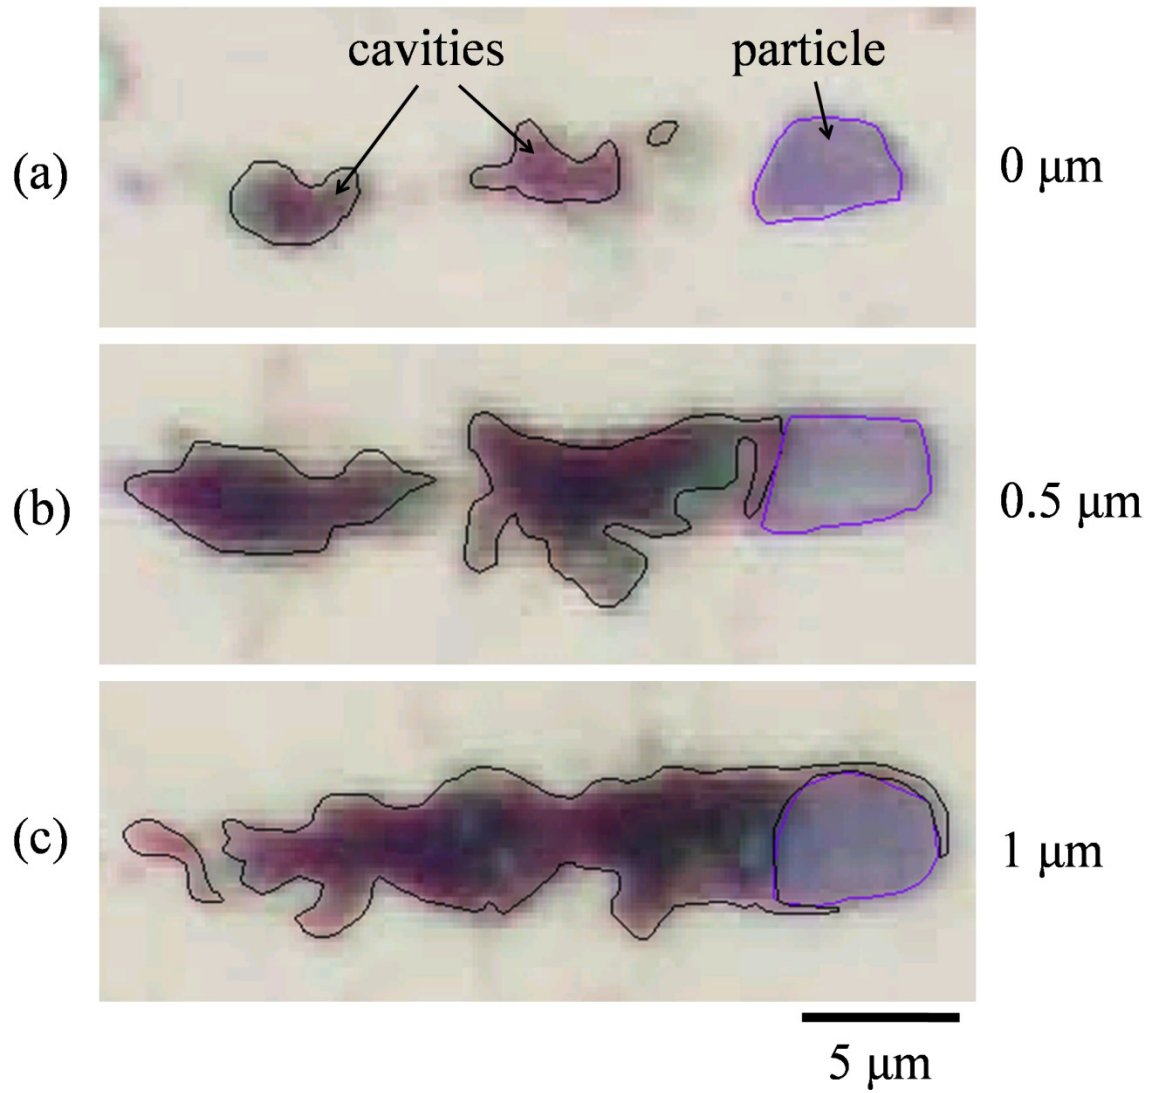 cavities
particle
(a)
0 μm
(b)
0.5 μm
(c)
1 μm
5 μm